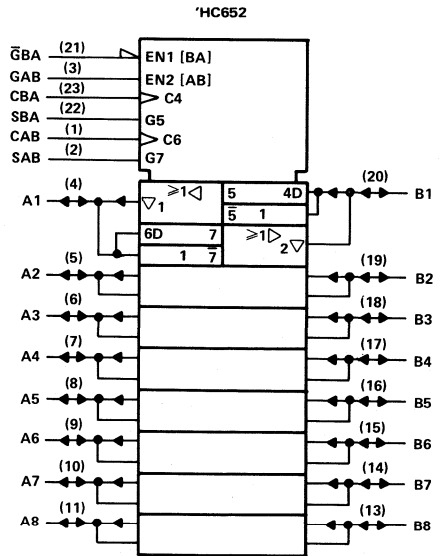 'HC652
G̅BA (21) EN1 [BA]
GAB (3) EN2 [AB]
CBA (23) C4
SBA (22) G5
CAB (1) C6
SAB (2) G7
A1 (4) ▽1 ⩾1◁ 5 4D (20) B1
5̅ 1
6D 7 ⩾1▷ 2▽
1 7̅
A2 (5) (19) B2
A3 (6) (18) B3
A4 (7) (17) B4
A5 (8) (16) B5
A6 (9) (15) B6
A7 (10) (14) B7
A8 (11) (13) B8